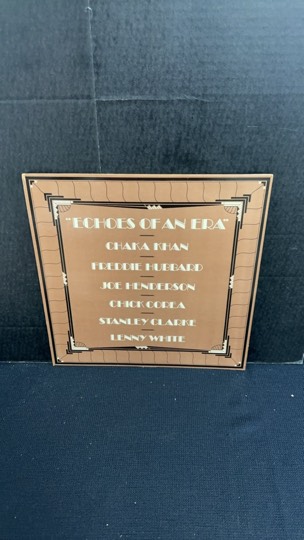 "ECHOES OF AN ERA"
CHAKA KHAN
FREDDIE HUBBARD
JOE HENDERSON
CHICK COREA
STANLEY CLARKE
LENNY WHITE